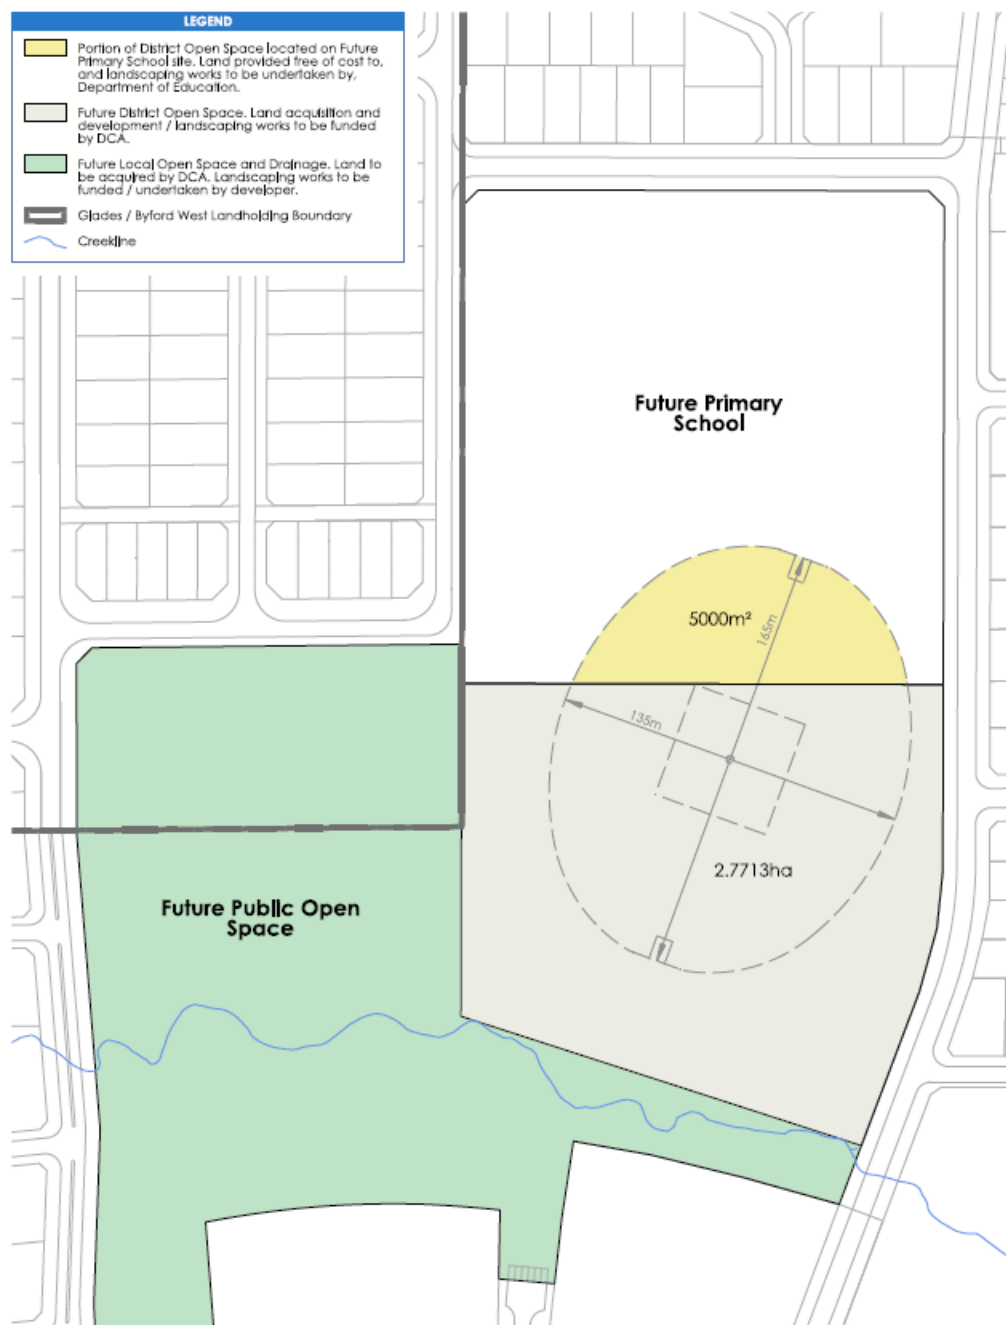 LEGEND
Portion of District Open Space located on Future
Primary School site. Land provided free of cost to,
and landscaping works to be undertaken by,
Department of Education.
Future District Open Space. Land acquisition and
development / landscaping works to be funded
by DCA.
Future Local Open Space and Drainage. Land to
be acquired by DCA. Landscaping works to be
funded / undertaken by developer.
Glades / Byford West Landholding Boundary
Creekline
Future Primary
School
5000m²
165m
135m
2.7713ha
Future Public Open
Space